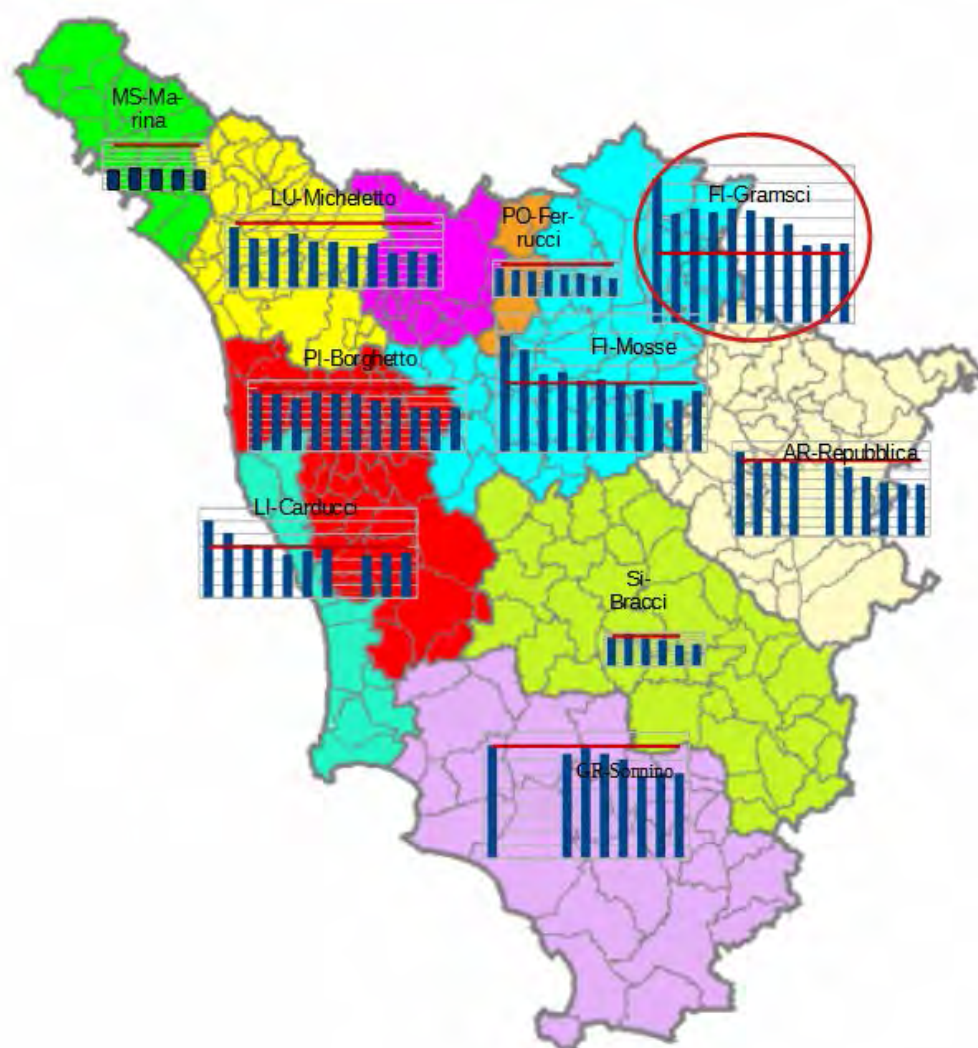 MS-Ma-
rina
LU-Micheletto
PO-Fer-
rucci
FI-Gramsci
PI-Borghetto
FI-Mosse
AR-Repubblica
LI-Carducci
Si-
Bracci
GR-Sonnino